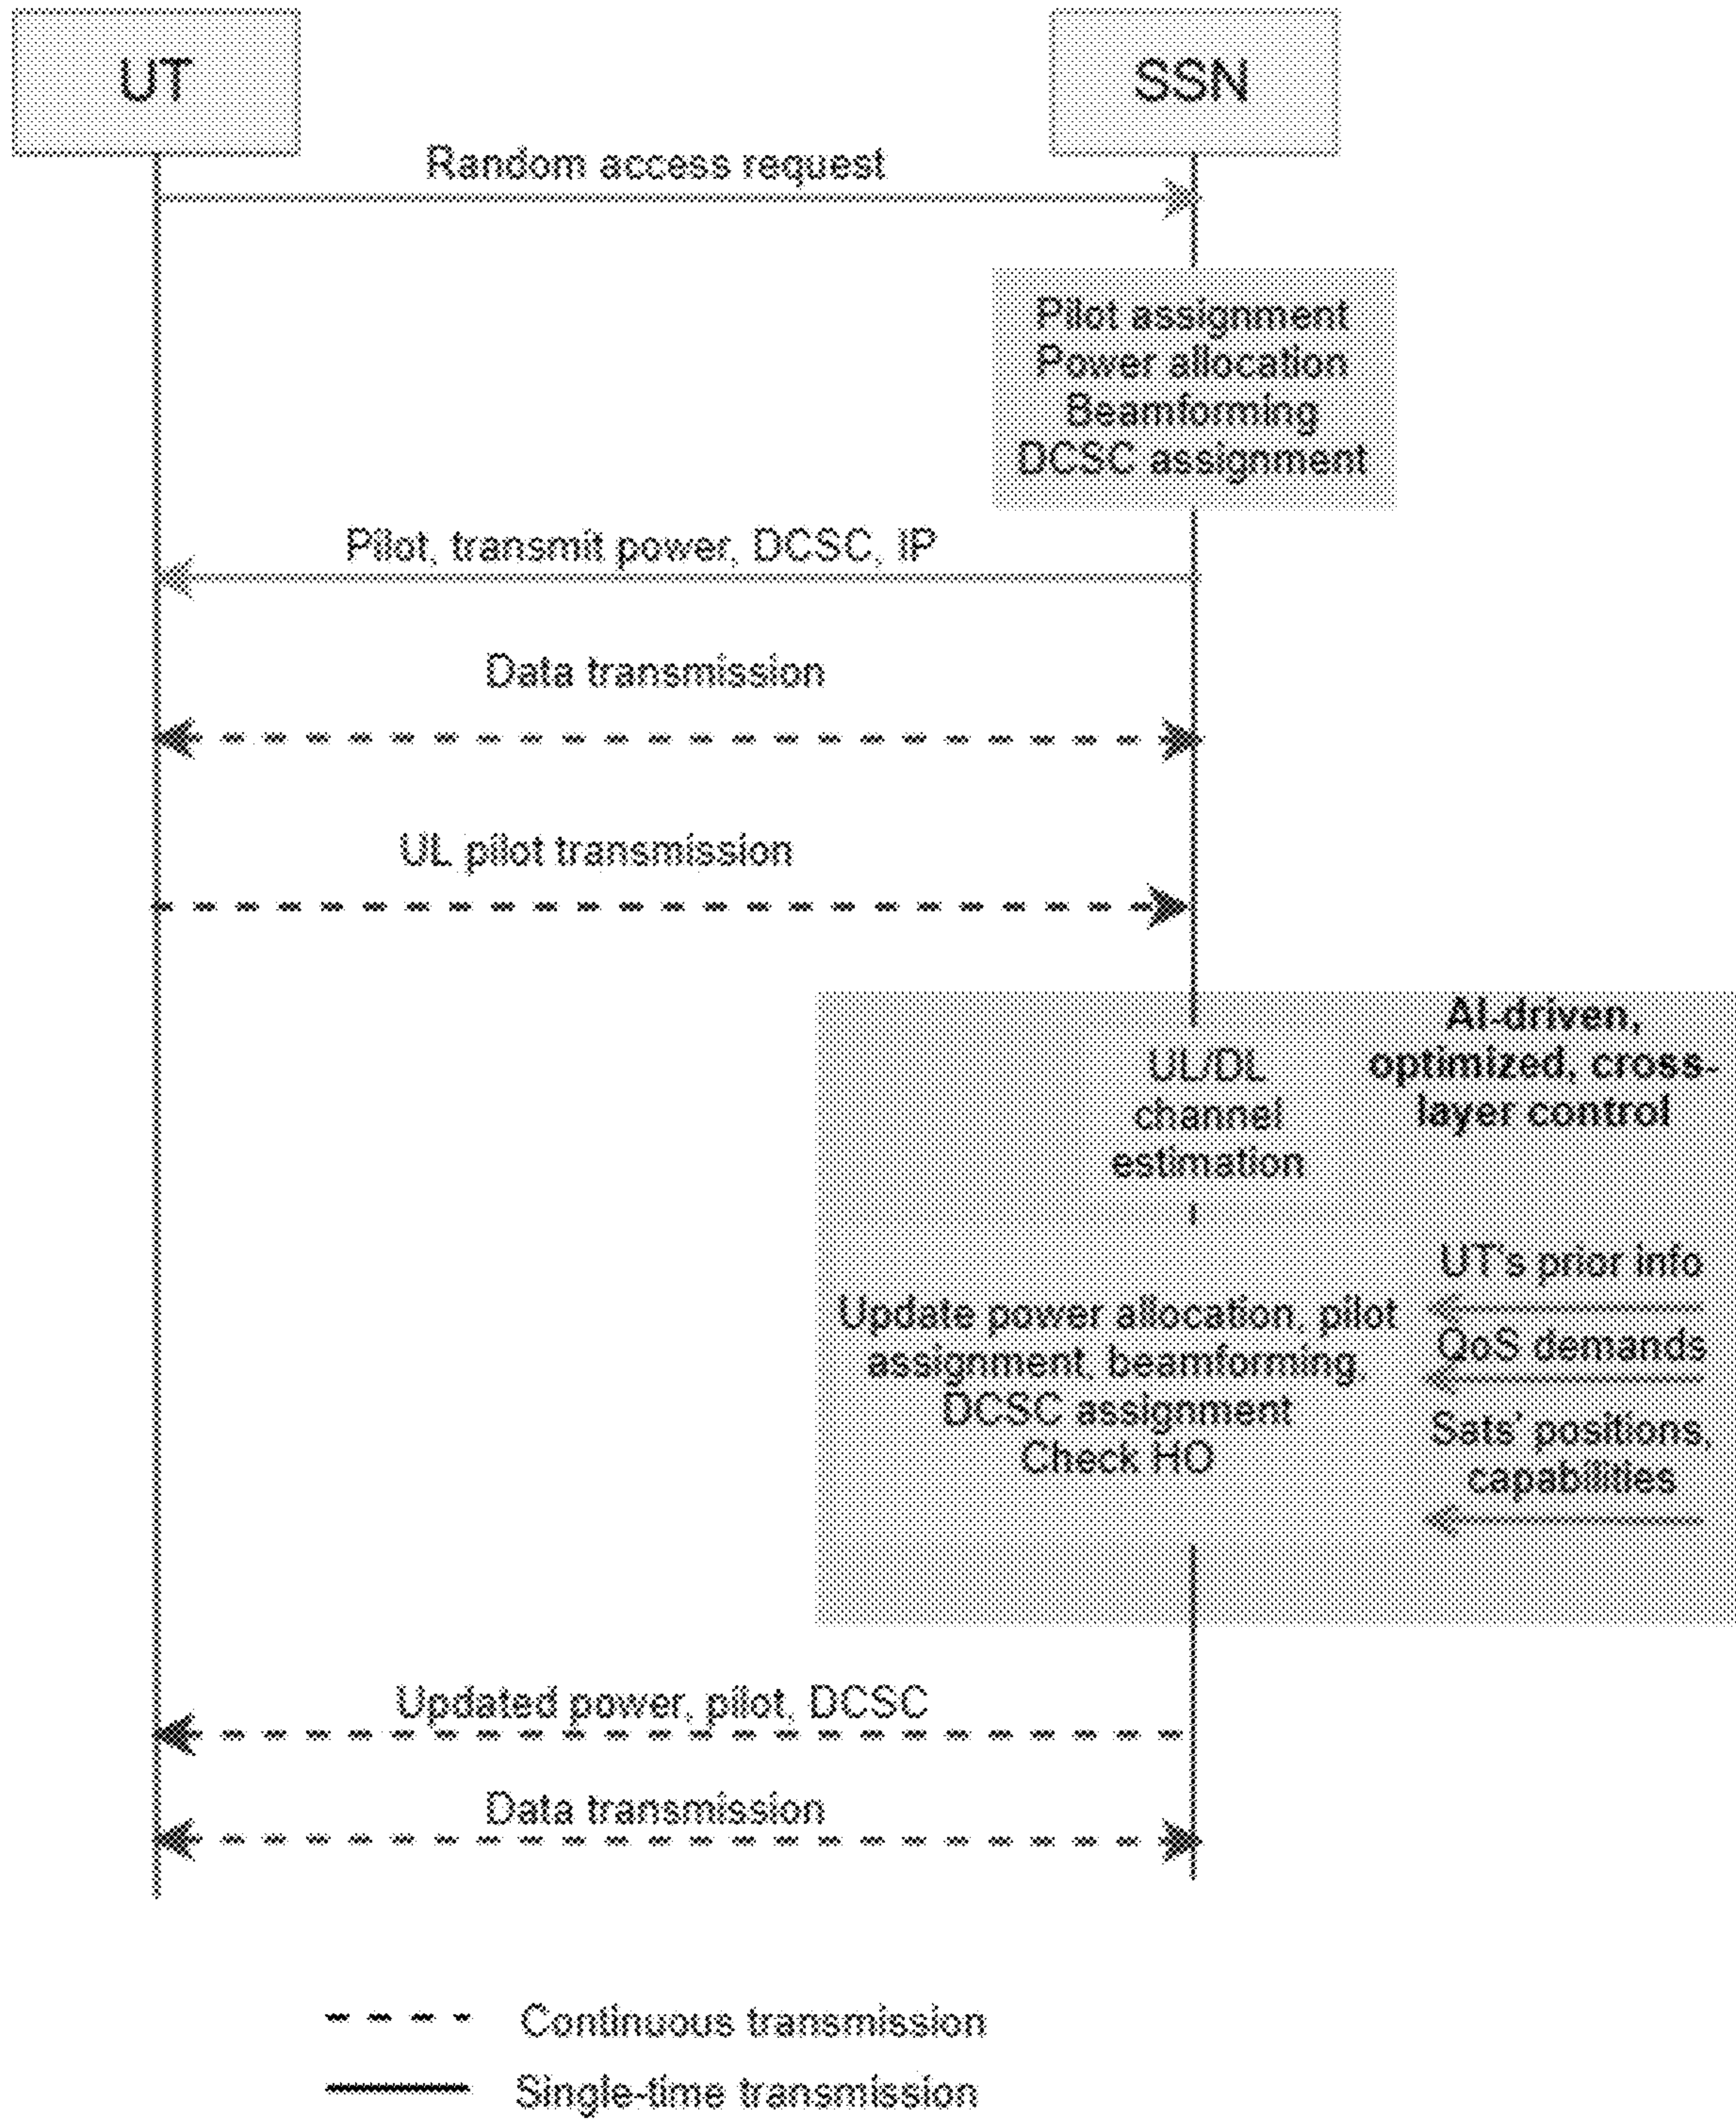 UT
SSN
Random access request
Pilot assignment
Power allocation
Beamforming
DCSC assignment
Pilot, transmit power, DCSC, IP
Data transmission
UL pilot transmission
AI-driven,
optimized, cross-
layer control
UL/DL
channel
estimation
UT's prior info
Update power allocation, pilot
assignment, beamforming,
DCSC assignment
Check HO
QoS demands
Sats' positions,
capabilities
Updated power, pilot, DCSC
Data transmission
Continuous transmission
Single-time transmission